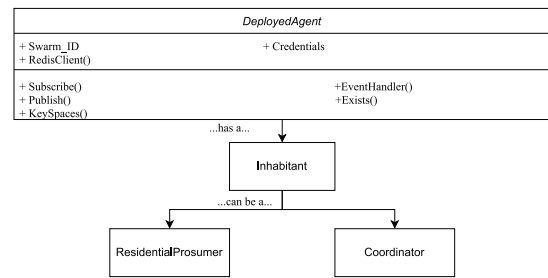 DeployedAgent
+ Swarm_ID + Credentials
+ RedisClient()
+ Subscribe() +EventHandler()
+ Publish() +Exists()
+ KeySpaces()
...has a...
Inhabitant
...can be a...
ResidentialProsumer Coordinator